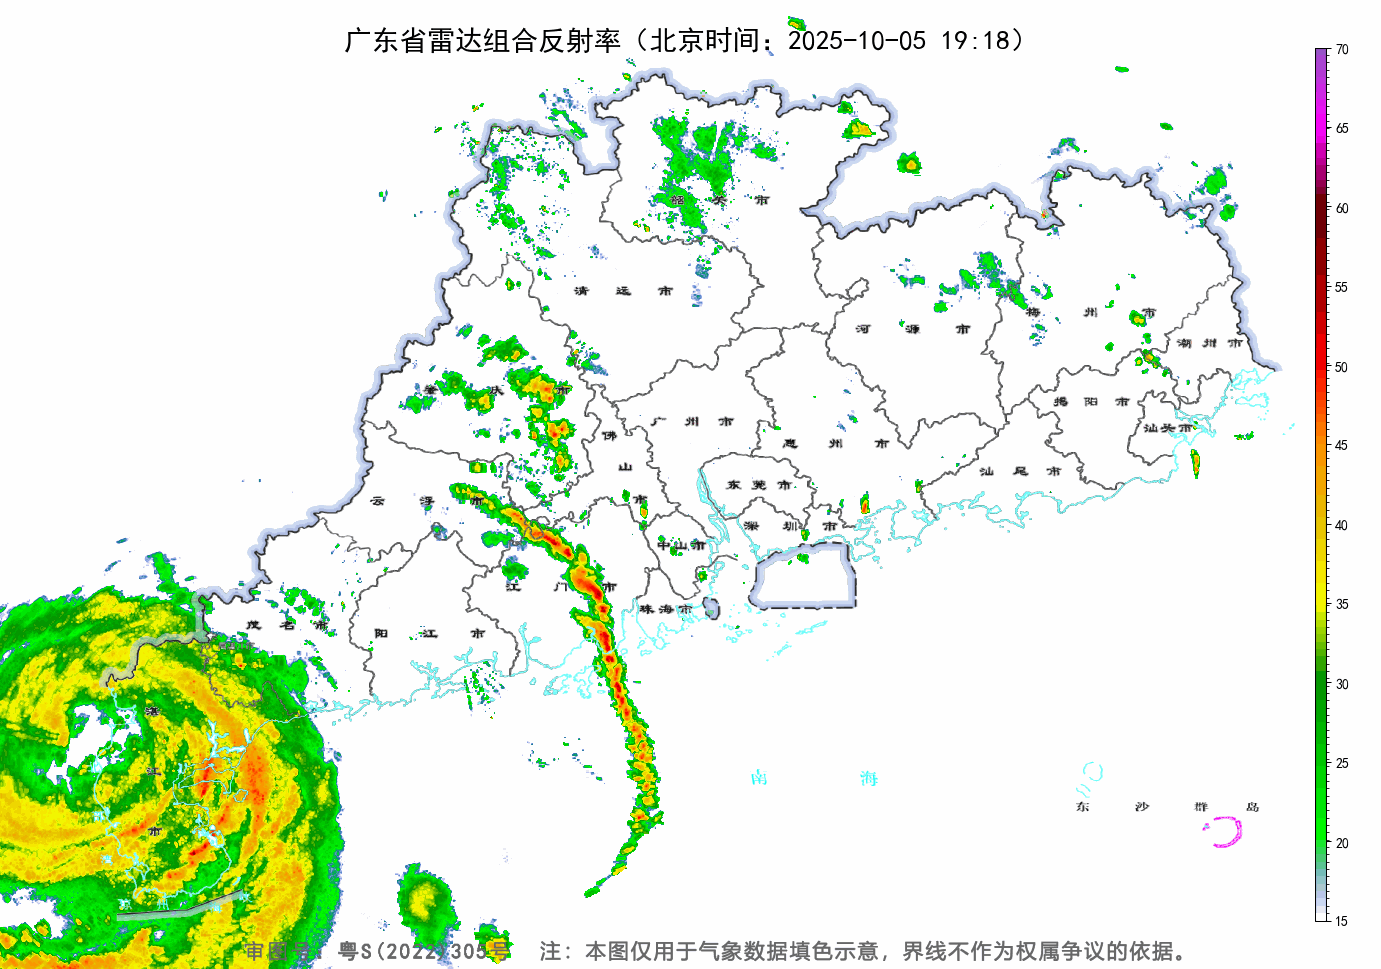 广东省雷达组合反射率（北京时间：2025-10-05 19:18）
70
65
60
55
50
45
40
35
30
25
20
15
韶关市
清远市
河源市
梅州市
潮州市
肇庆市
揭阳市
广州市
佛山市
惠州市
汕头市
汕尾市
东莞市
云浮市
深圳市
中山市
江门市
珠海市
茂名市
阳江市
湛江市
南海
东沙群岛
审图号：粤S(2022)305号 注：本图仅用于气象数据填色示意，界线不作为权属争议的依据。